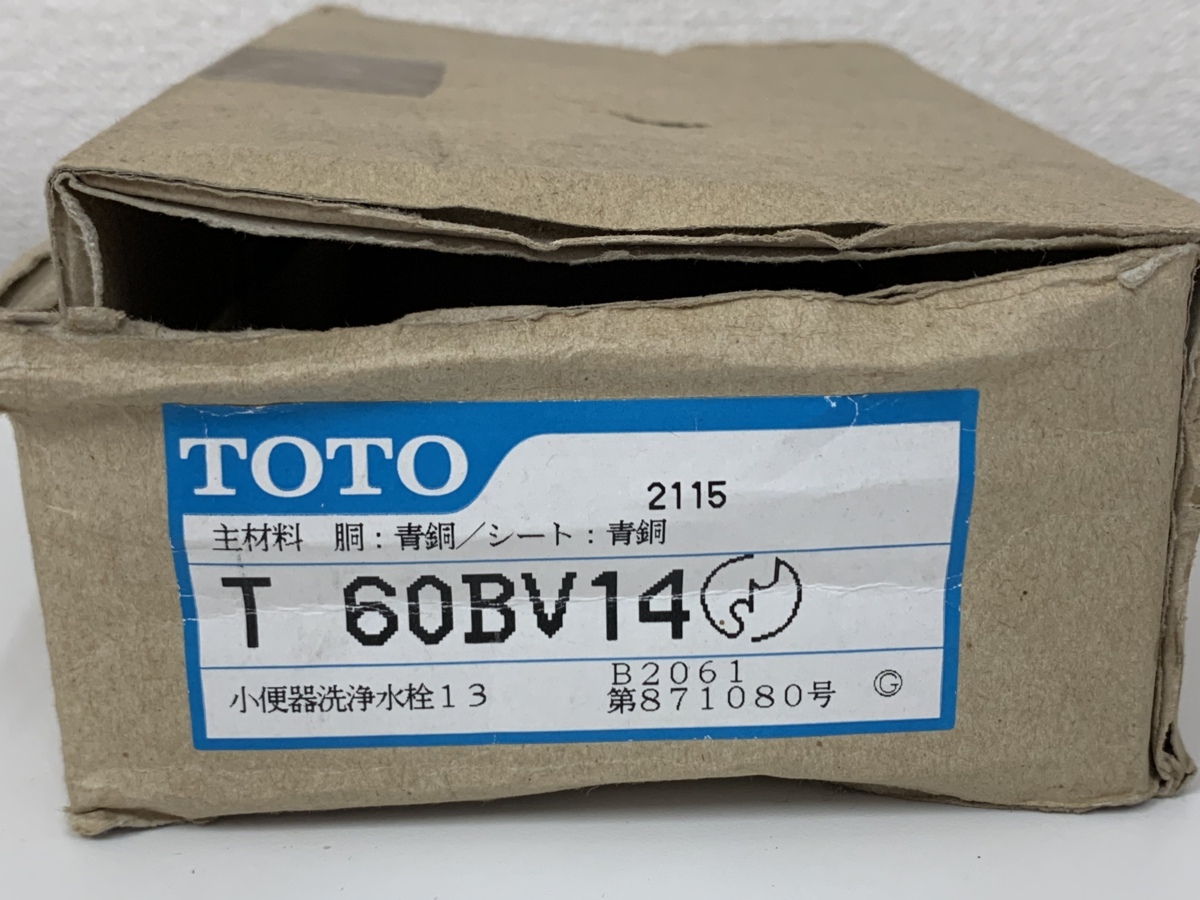 TOTO
2115
主材料　胴：青銅／シート：青銅
T 60BV14
小便器洗浄水栓13
B2061
第871080号
G